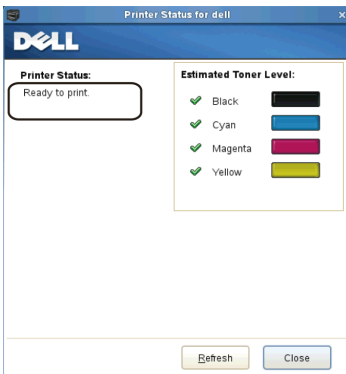 Printer Status for dell
DELL
Printer Status:
Ready to print.
Estimated Toner Level:
Black
Cyan
Magenta
Yellow
Refresh
Close